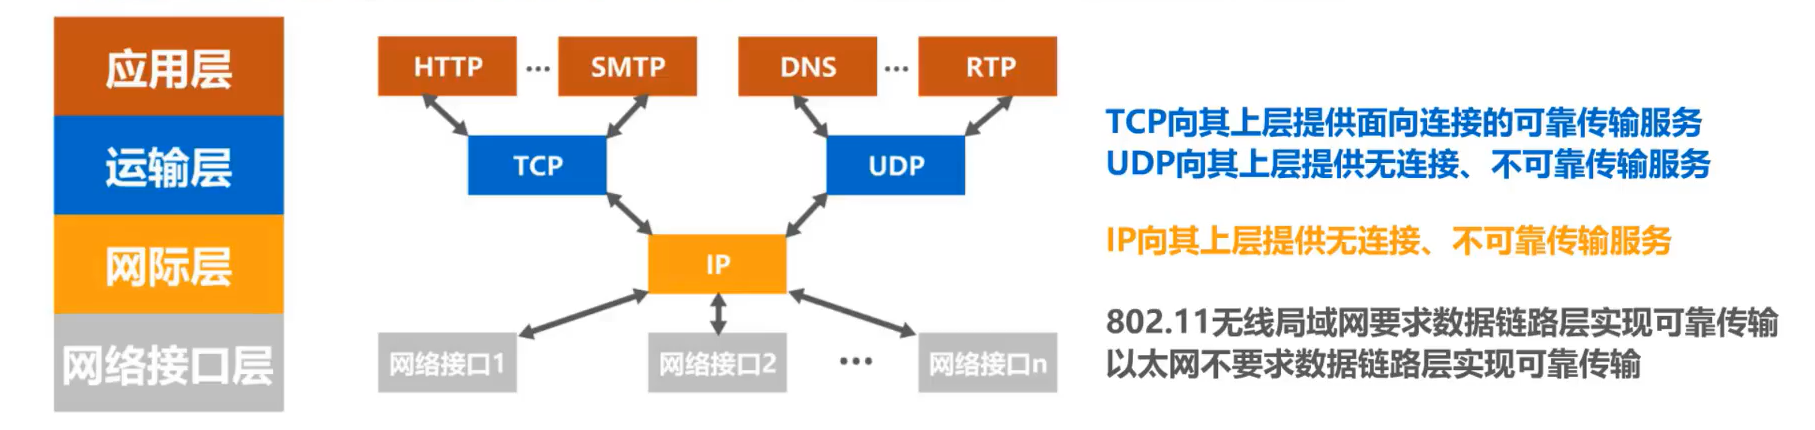 应用层
HTTP ... SMTP DNS ... RTP
运输层
TCP UDP
TCP向其上层提供面向连接的可靠传输服务
UDP向其上层提供无连接、不可靠传输服务
网际层
IP
IP向其上层提供无连接、不可靠传输服务
网络接口层
网络接口1 网络接口2 ... 网络接口n
802.11无线局域网要求数据链路层实现可靠传输
以太网不要求数据链路层实现可靠传输